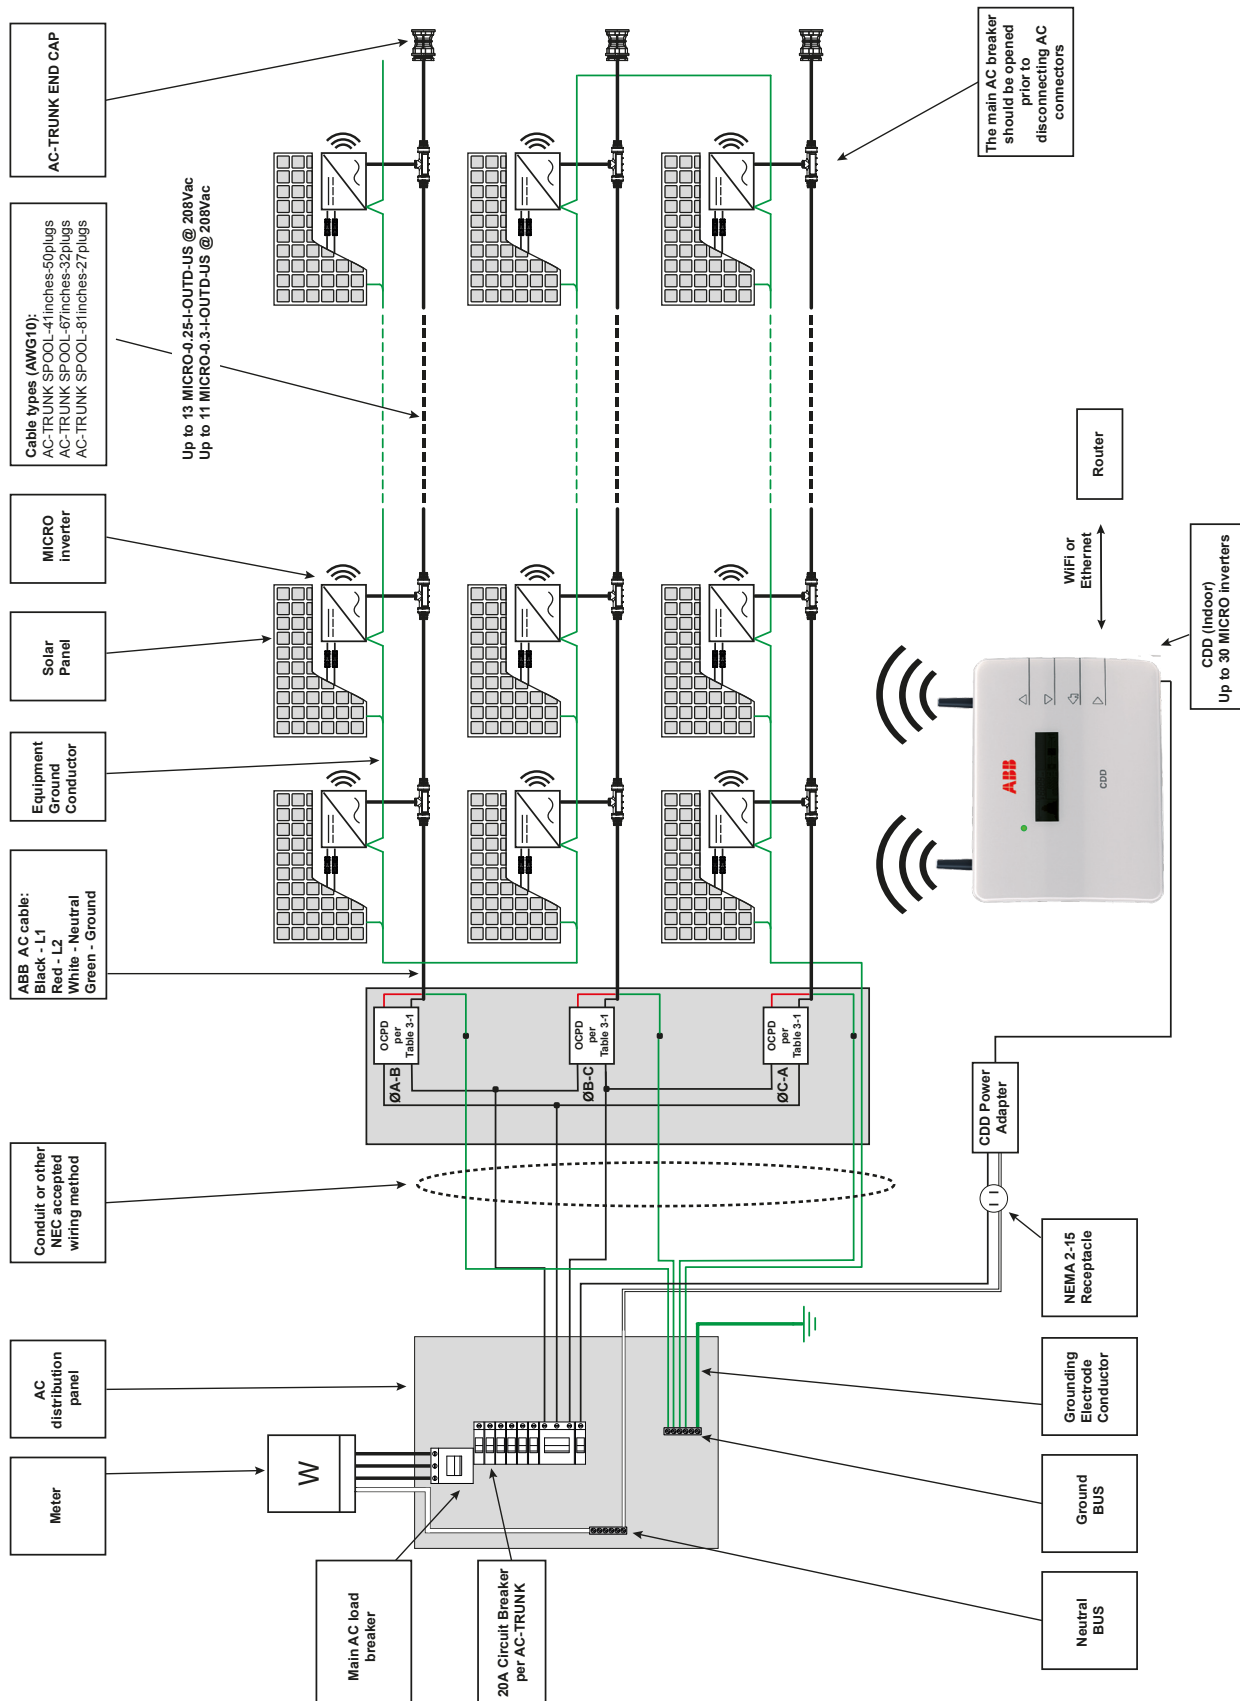 Meter
AC
distribution
panel
Conduit or other
NEC accepted
wiring method
ABB  AC cable:
Black - L1
Red - L2
White - Neutral
Green - Ground
Equipment
Ground
Conductor
Solar
Panel
MICRO
inverter
Cable types (AWG10):
AC-TRUNK SPOOL-41inches-50plugs
AC-TRUNK SPOOL-67inches-32plugs
AC-TRUNK SPOOL-81inches-27plugs
AC-TRUNK END CAP
Up to 13 MICRO-0.25-I-OUTD-US @ 208Vac
Up to 11 MICRO-0.3-I-OUTD-US @ 208Vac
W
Main AC load
breaker
20A Circuit Breaker
per AC-TRUNK
ØA-B
OCPD
per
Table 3-1
ØB-C
OCPD
per
Table 3-1
ØC-A
OCPD
per
Table 3-1
The main AC breaker
should be opened
prior to
disconnecting AC
connectors
CDD Power
Adapter
ABB
CDD
WiFi or
Ethernet
Router
Neutral
BUS
Ground
BUS
Grounding
Electrode
Conductor
NEMA 2-15
Receptacle
CDD (Indoor)
Up to 30 MICRO inverters